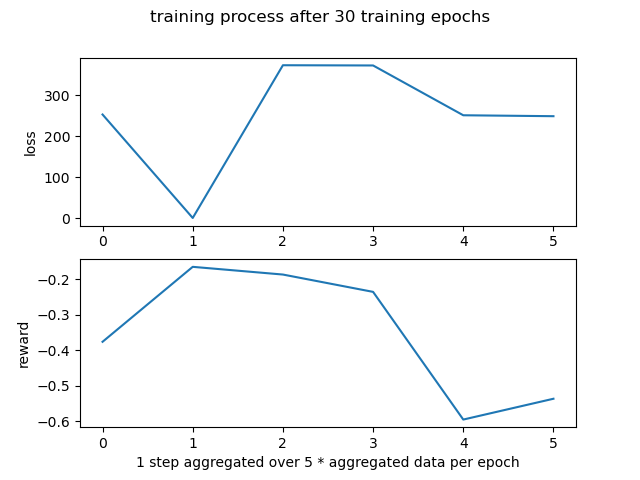 training process after 30 training epochs
300
200
100
0
loss
0 1 2 3 4 5
−0.2
−0.3
−0.4
−0.5
−0.6
reward
0 1 2 3 4 5
1 step aggregated over 5 * aggregated data per epoch